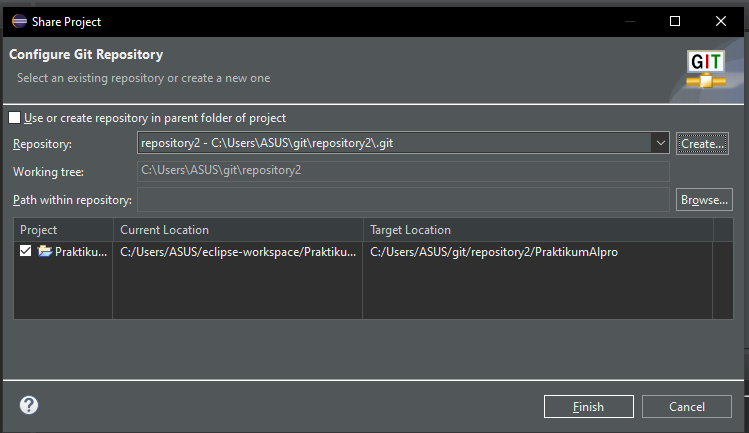 Share Project
Configure Git Repository
Select an existing repository or create a new one
GIT
Use or create repository in parent folder of project
Repository: repository2 - C:\Users\ASUS\git\repository2\.git Create...
Working tree: C:\Users\ASUS\git\repository2
Path within repository: Browse...
Project Current Location Target Location
Praktiku... C:/Users/ASUS/eclipse-workspace/Praktiku... C:/Users/ASUS/git/repository2/PraktikumAlpro
? Finish Cancel